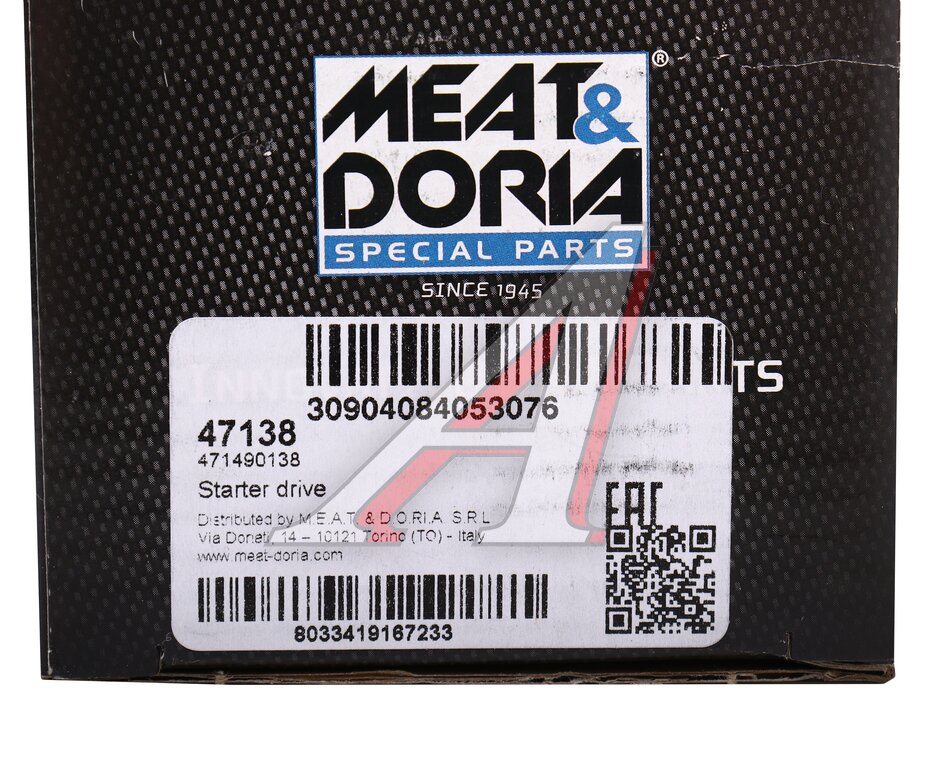 MEAT&
®
DORIA
SPECIAL PARTS
SINCE 1945
TS
30904084053076
47138
471490138
Starter drive
Distributed by M.E.A.T. & D.O.R.I.A. S.R.L
Via Donati, 14 – 10121 Torino (TO) - Italy
www.meat-doria.com
EAC
8033419167233